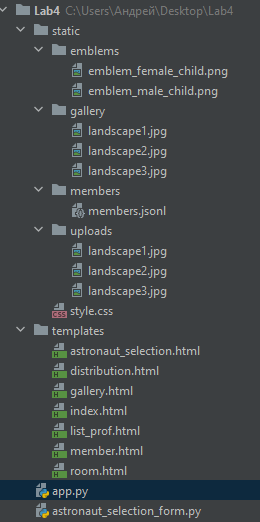 Lab4 C:\Users\Андрей\Desktop\Lab4
static
emblems
emblem_female_child.png
emblem_male_child.png
gallery
landscape1.jpg
landscape2.jpg
landscape3.jpg
members
members.jsonl
uploads
landscape1.jpg
landscape2.jpg
landscape3.jpg
style.css
templates
astronaut_selection.html
distribution.html
gallery.html
index.html
list_prof.html
member.html
room.html
app.py
astronaut_selection_form.py